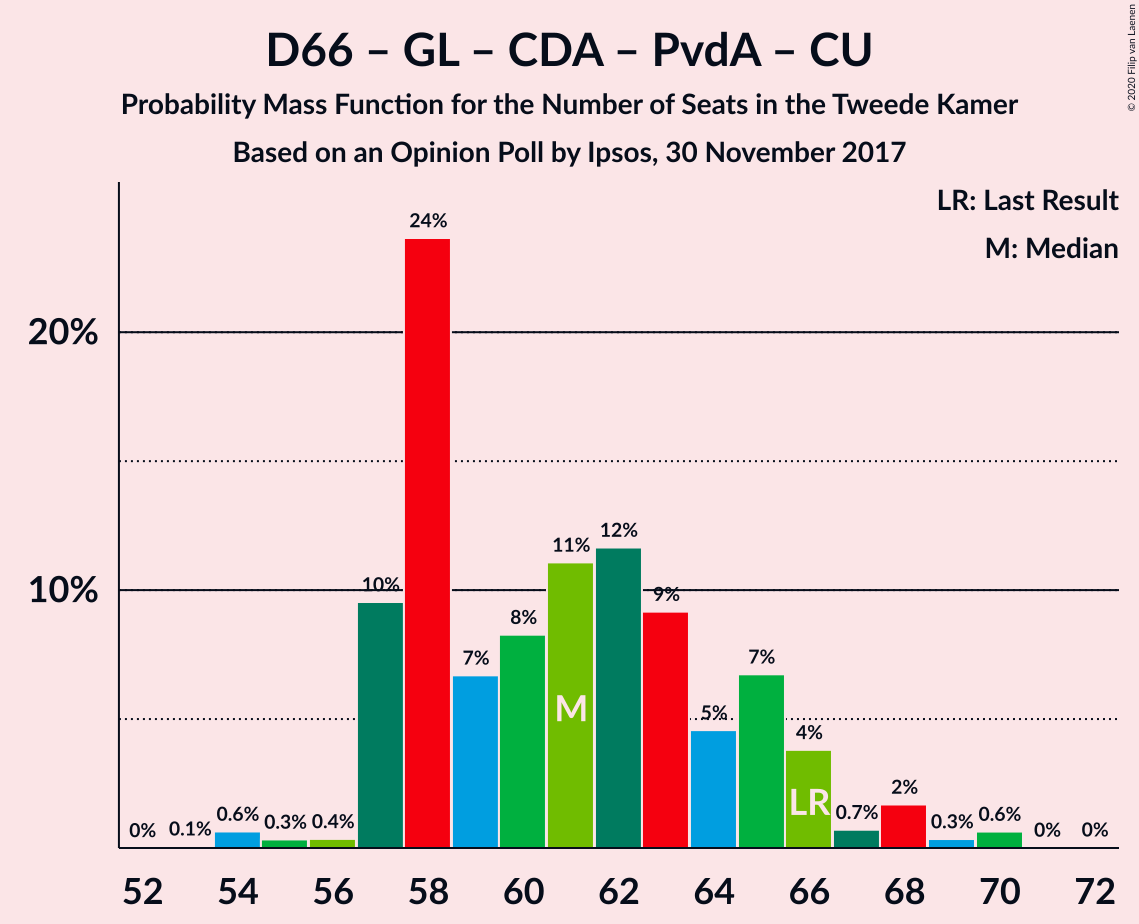 D66 – GL – CDA – PvdA – CU
Probability Mass Function for the Number of Seats in the Tweede Kamer
Based on an Opinion Poll by Ipsos, 30 November 2017
© 2020 Filip van Laenen
LR: Last Result
M: Median
24%
20%
12%
11%
10%
10%
9%
8%
7%
7%
M
5%
4%
LR
2%
0%
0.1%
0.6%
0.3%
0.4%
0.7%
0.3%
0.6%
0%
0%
52 54 56 58 60 62 64 66 68 70 72